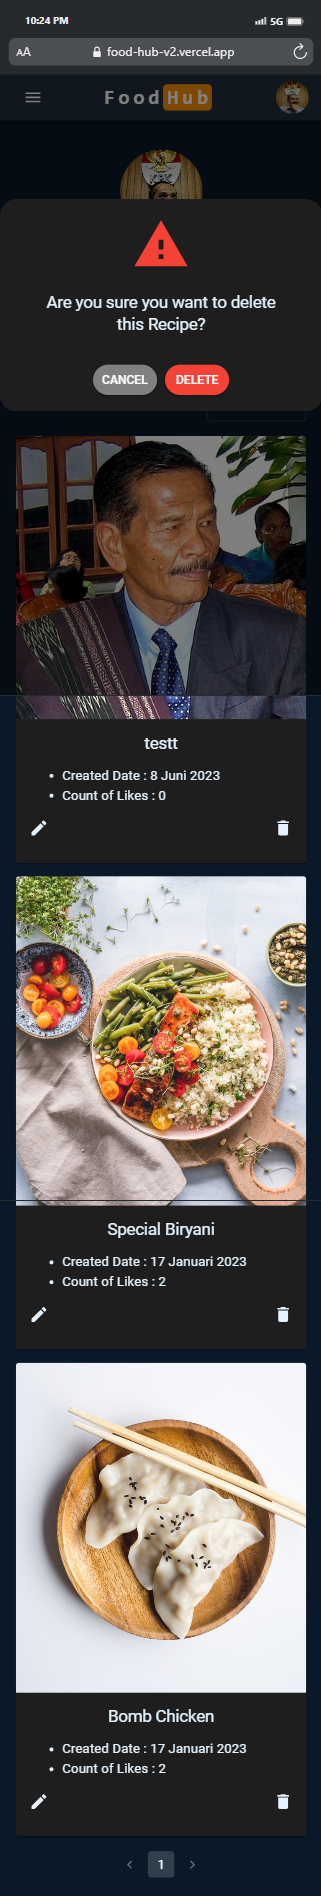 10:24 PM
5G
AA
food-hub-v2.vercel.app
FoodHub
Are you sure you want to delete
this Recipe?
CANCEL
DELETE
testt
• Created Date : 8 Juni 2023
• Count of Likes : 0
Special Biryani
• Created Date : 17 Januari 2023
• Count of Likes : 2
Bomb Chicken
• Created Date : 17 Januari 2023
• Count of Likes : 2
1